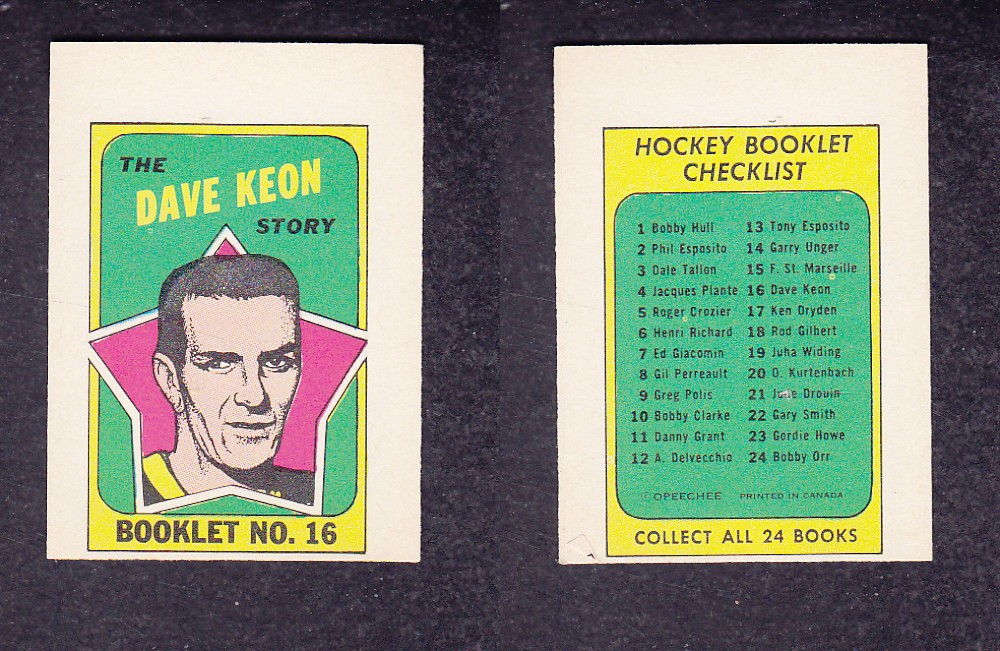 THE
DAVE KEON
STORY
BOOKLET NO. 16
HOCKEY BOOKLET
CHECKLIST
1 Bobby Hull 13 Tony Esposito
2 Phil Esposito 14 Garry Unger
3 Dale Tallon 15 F. St. Marseille
4 Jacques Plante 16 Dave Keon
5 Roger Crozier 17 Ken Dryden
6 Henri Richard 18 Rod Gilbert
7 Ed Giacomin 19 Juha Widing
8 Gil Perreault 20 O. Kurtenbach
9 Greg Polis 21 Jude Drouin
10 Bobby Clarke 22 Gary Smith
11 Danny Grant 23 Gordie Howe
12 A. Delvecchio 24 Bobby Orr
© OPEECHEE PRINTED IN CANADA
COLLECT ALL 24 BOOKS